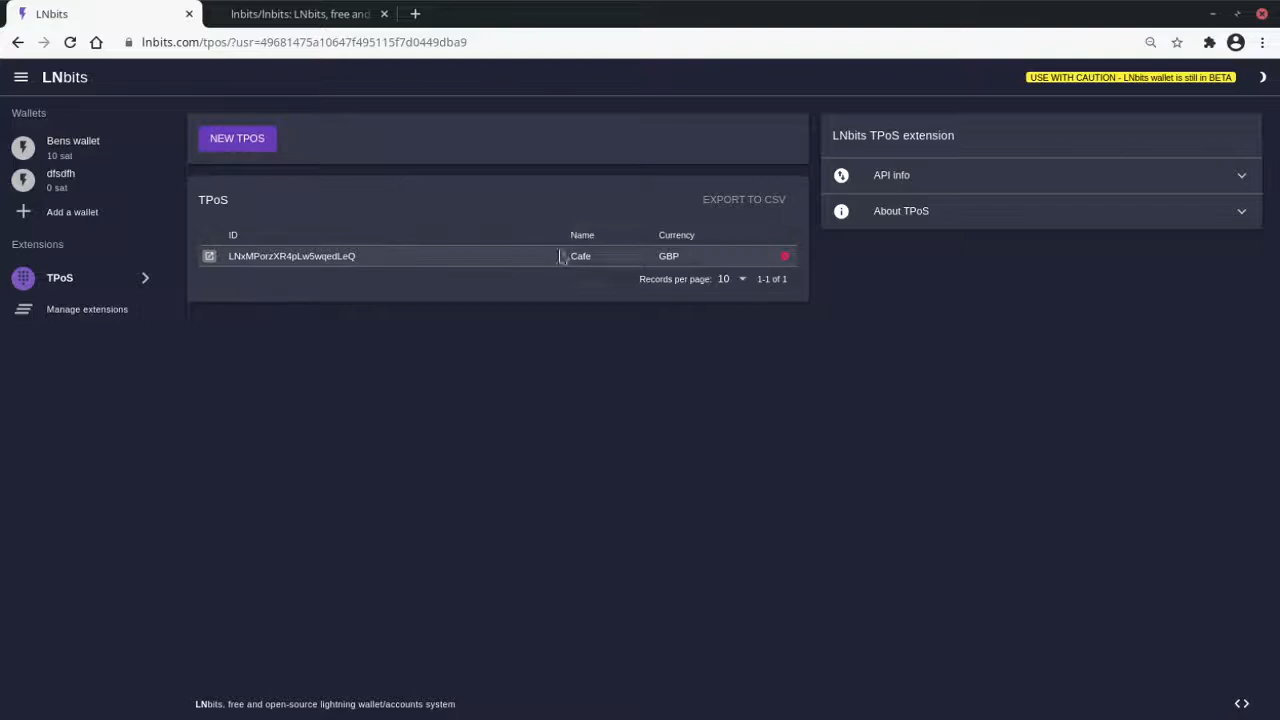 LNbits
lnbits/lnbits: LNbits, free and
lnbits.com/tpos/?usr=49681475a10647f495115f7d0449dba9
LNbits
USE WITH CAUTION - LNbits wallet is still in BETA
Wallets
Bens wallet
10 sat
dfsdfh
0 sat
Add a wallet
Extensions
TPoS
Manage extensions
NEW TPOS
TPoS
EXPORT TO CSV
ID Name Currency
LNxMPorzXR4pLw5wqedLeQ Cafe GBP
Records per page: 10 1-1 of 1
LNbits TPoS extension
API info
About TPoS
LNbits. free and open-source lightning wallet/accounts system